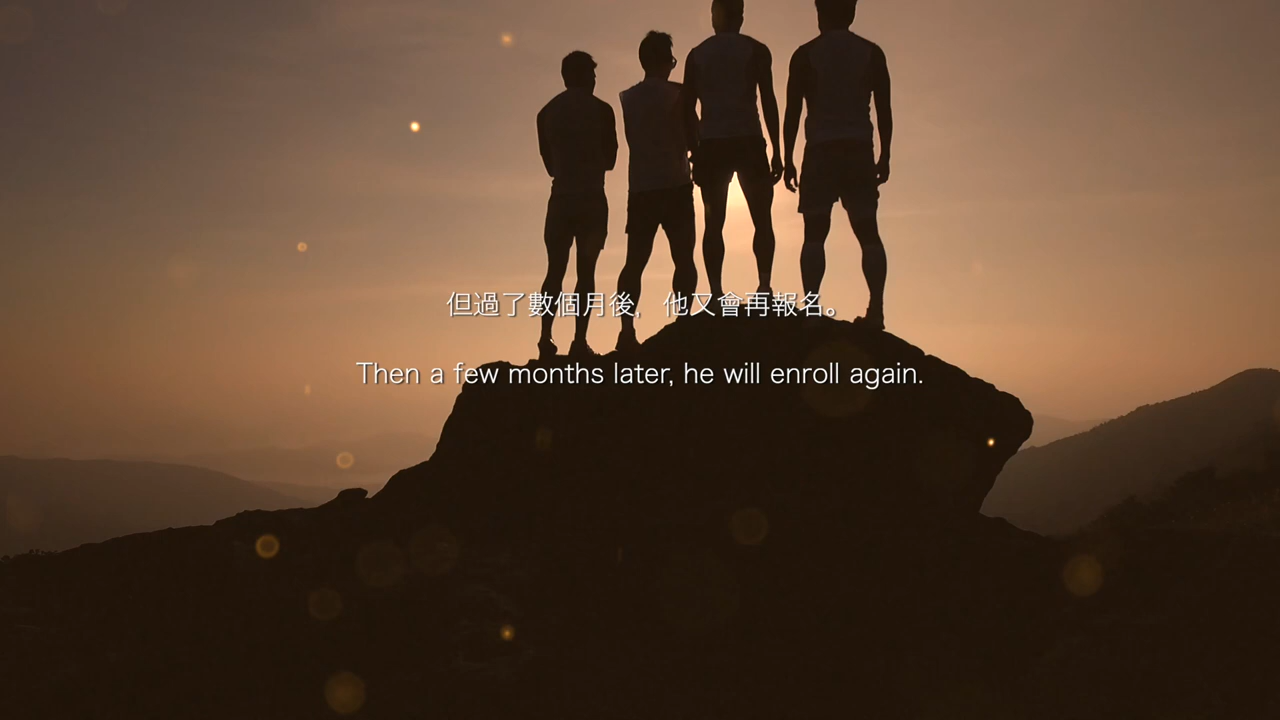 但過了數個月後，他又會再報名。
Then a few months later, he will enroll again.